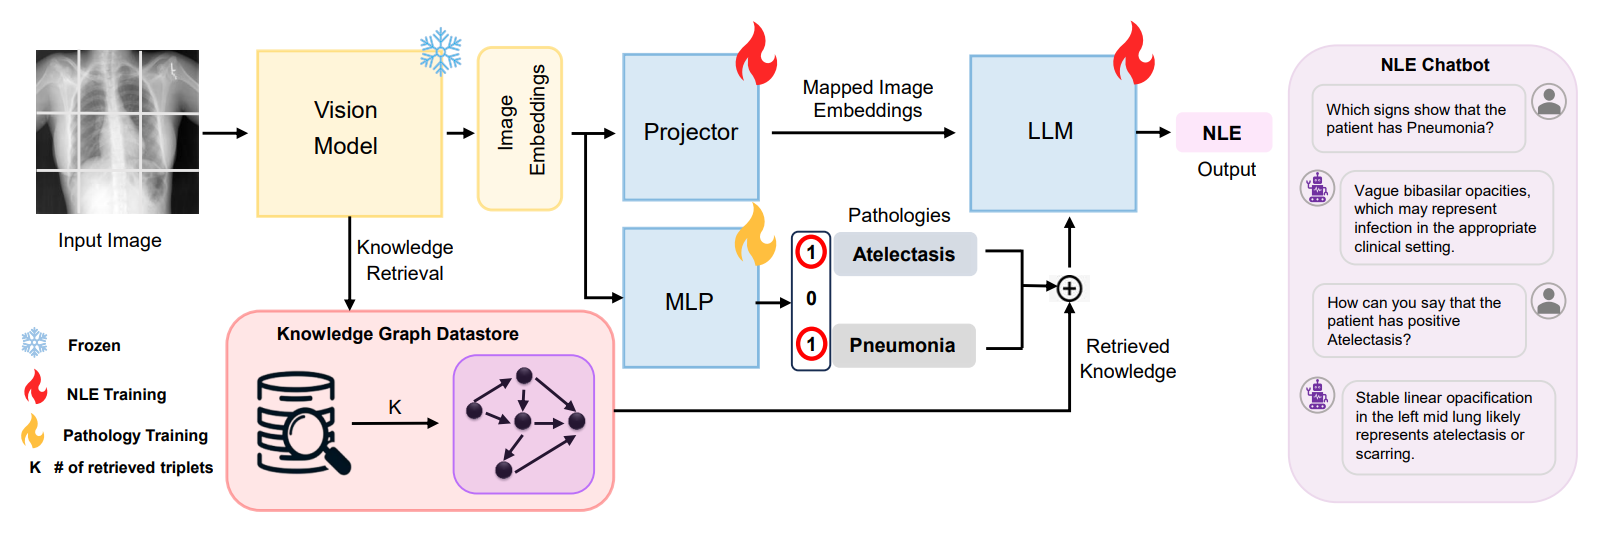 Input Image
Vision
Model
Image
Embeddings
Knowledge
Retrieval
Projector
Mapped Image
Embeddings
LLM
NLE
Output
MLP
Pathologies
1
Atelectasis
0
1
Pneumonia
Retrieved
Knowledge
Knowledge Graph Datastore
K
Frozen
NLE Training
Pathology Training
K # of retrieved triplets
NLE Chatbot
Which signs show that the
patient has Pneumonia?
Vague bibasilar opacities,
which may represent
infection in the appropriate
clinical setting.
How can you say that the
patient has positive
Atelectasis?
Stable linear opacification
in the left mid lung likely
represents atelectasis or
scarring.